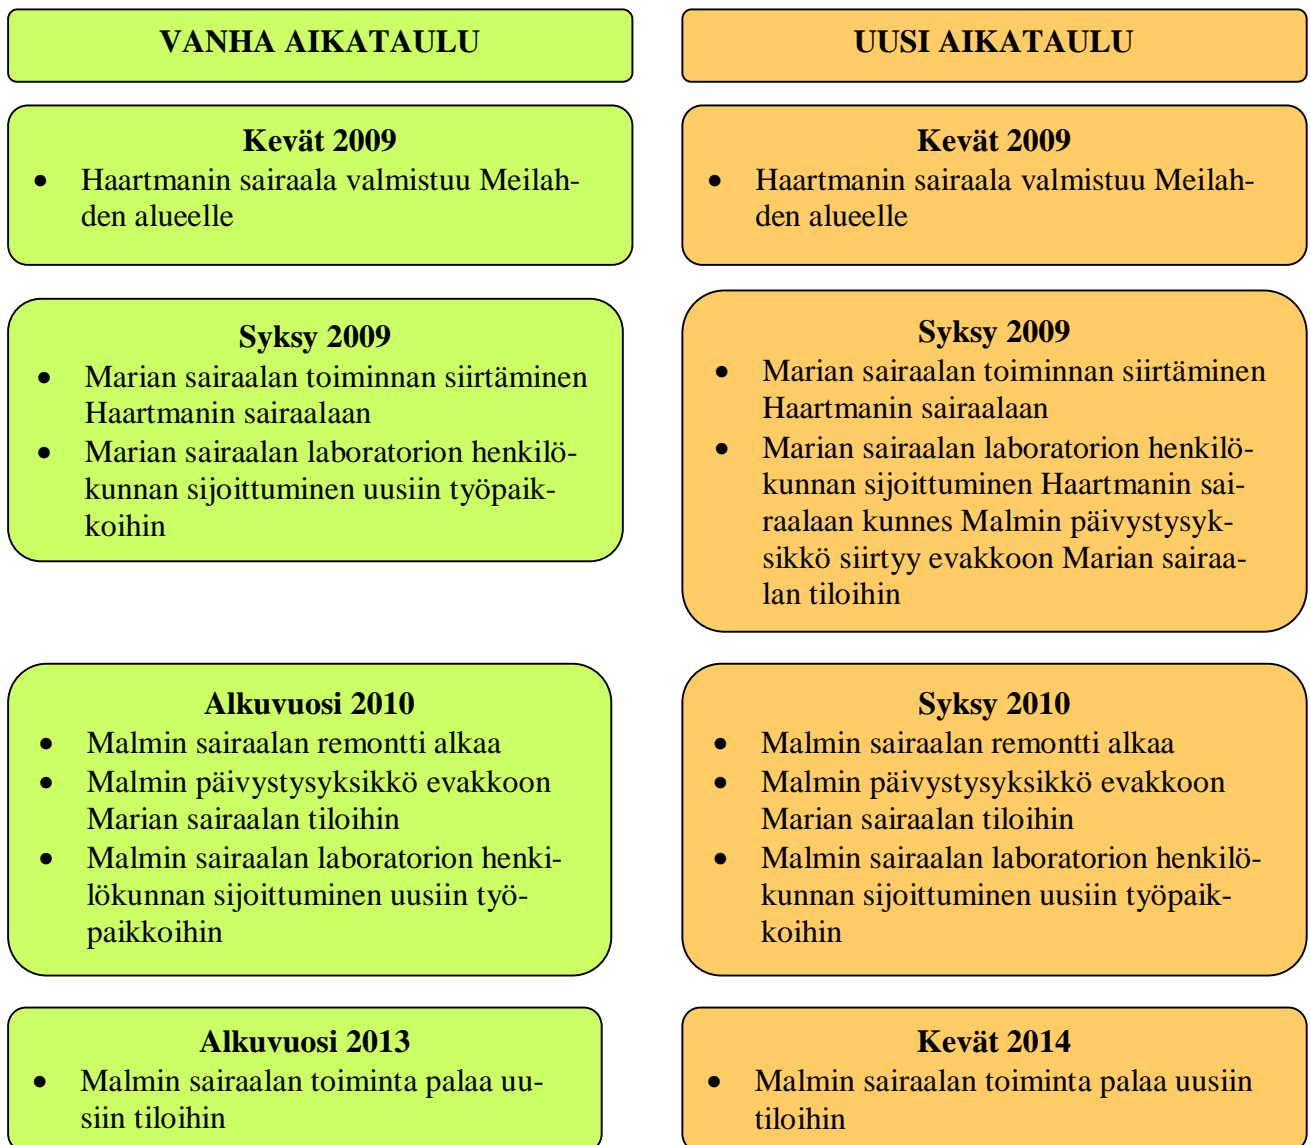 VANHA AIKATAULU
Kevät 2009
• Haartmanin sairaala valmistuu Meilah-
den alueelle
Syksy 2009
• Marian sairaalan toiminnan siirtäminen
Haartmanin sairaalaan
• Marian sairaalan laboratorion henkilö-
kunnan sijoittuminen uusiin työpaik-
koihin
Alkuvuosi 2010
• Malmin sairaalan remontti alkaa
• Malmin päivystysyksikkö evakkoon
Marian sairaalan tiloihin
• Malmin sairaalan laboratorion henki-
lökunnan sijoittuminen uusiin työ-
paikkoihin
Alkuvuosi 2013
• Malmin sairaalan toiminta palaa uu-
siin tiloihin
UUSI AIKATAULU
Kevät 2009
• Haartmanin sairaala valmistuu Meilah-
den alueelle
Syksy 2009
• Marian sairaalan toiminnan siirtäminen
Haartmanin sairaalaan
• Marian sairaalan laboratorion henkilö-
kunnan sijoittuminen Haartmanin sai-
raalaan kunnes Malmin päivystysyk-
sikkö siirtyy evakkoon Marian sairaa-
lan tiloihin
Syksy 2010
• Malmin sairaalan remontti alkaa
• Malmin päivystysyksikkö evakkoon
Marian sairaalan tiloihin
• Malmin sairaalan laboratorion henkilö-
kunnan sijoittuminen uusiin työpaik-
koihin
Kevät 2014
• Malmin sairaalan toiminta palaa uusiin
tiloihin